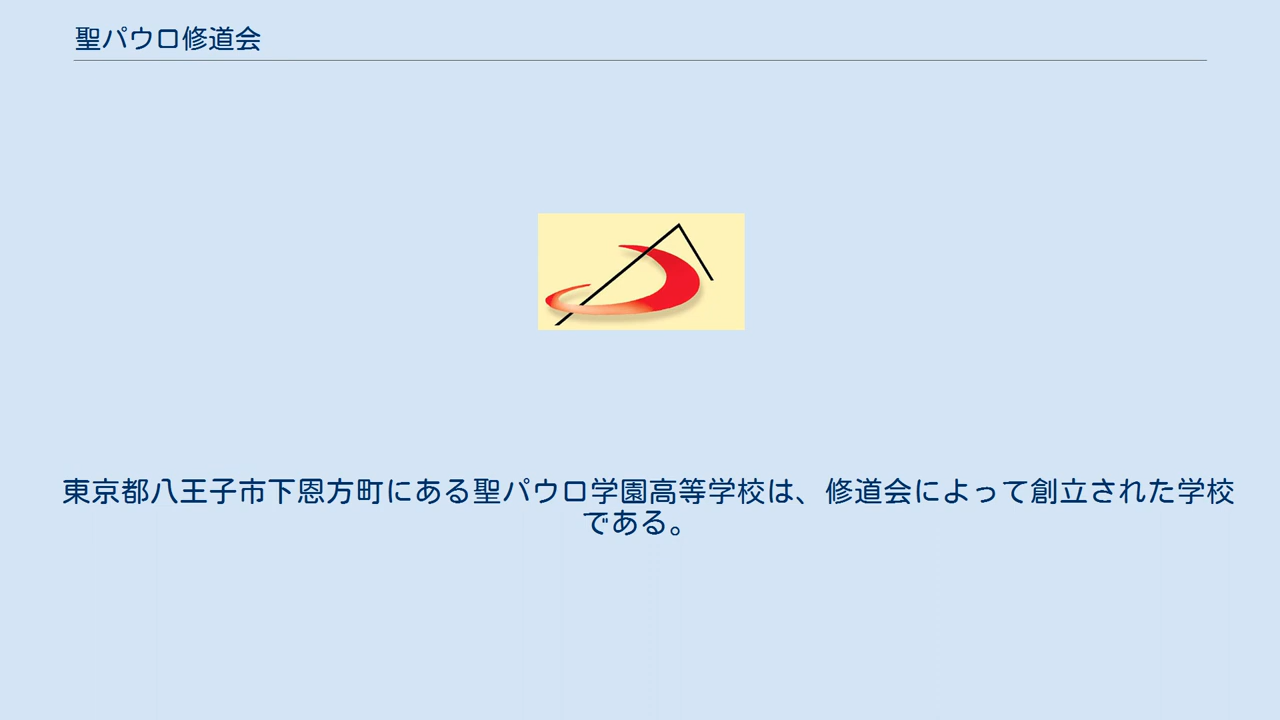 聖パウロ修道会
東京都八王子市下恩方町にある聖パウロ学園高等学校は、修道会によって創立された学校
である。